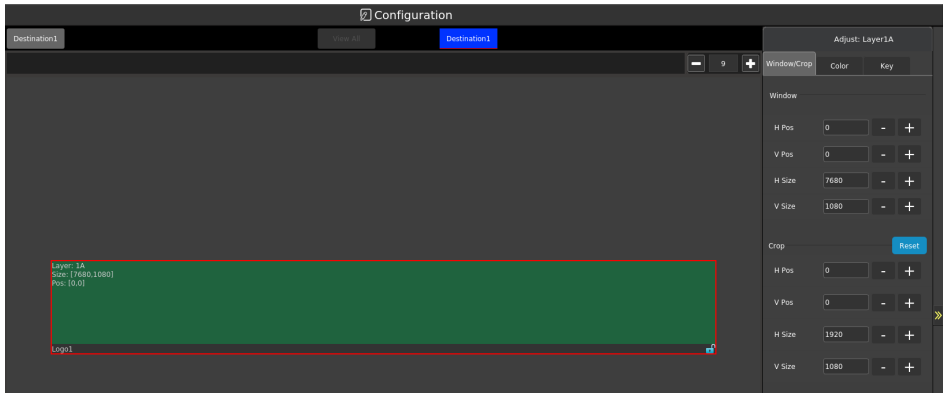 Configuration
Destination1
View All
Destination1
Adjust: Layer1A
9
Window/Crop
Color
Key
Window
H Pos
0
-
+
V Pos
0
-
+
H Size
7680
-
+
V Size
1080
-
+
Crop
Reset
H Pos
0
-
+
V Pos
0
-
+
H Size
1920
-
+
V Size
1080
-
+
Layer: 1A
Size: [7680,1080]
Pos: [0,0]
Logo1